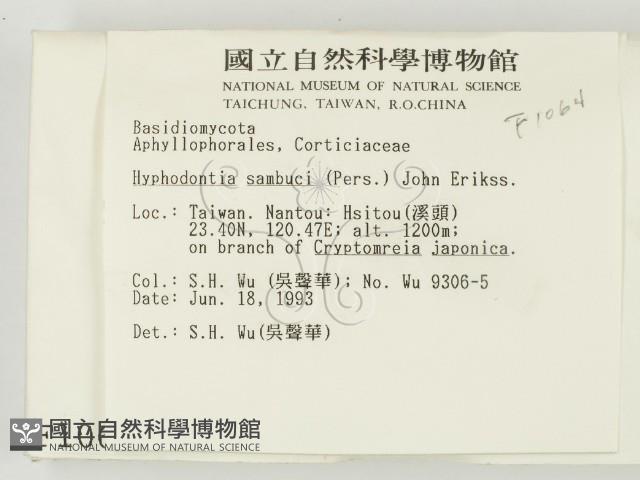 國立自然科學博物館
NATIONAL MUSEUM OF NATURAL SCIENCE
TAICHUNG, TAIWAN, R.O.CHINA
F1064
Basidiomycota
Aphyllophorales, Corticiaceae
Hyphodontia sambuci (Pers.) John Erikss.
Loc.: Taiwan. Nantou: Hsitou(溪頭)
23.40N, 120.47E; alt. 1200m;
on branch of Cryptomreia japonica.
Col.: S.H. Wu (吳聲華); No. Wu 9306-5
Date: Jun. 18, 1993
Det.: S.H. Wu(吳聲華)
國立自然科學博物館
NATIONAL MUSEUM OF NATURAL SCIENCE